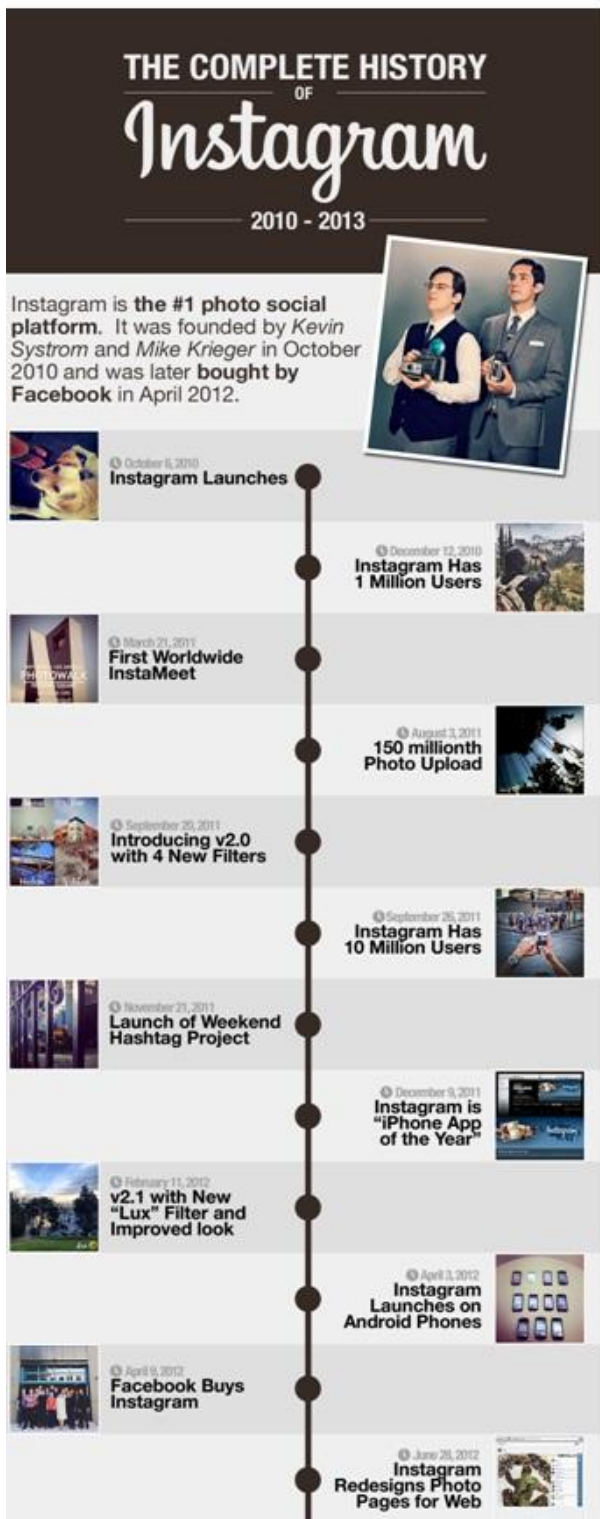 THE COMPLETE HISTORY
OF
Instagram
2010 - 2013
Instagram is the #1 photo social
platform. It was founded by Kevin
Systrom and Mike Krieger in October
2010 and was later bought by
Facebook in April 2012.
October 6, 2010
Instagram Launches
December 12, 2010
Instagram Has
1 Million Users
March 21, 2011
First Worldwide
InstaMeet
PHOTOWALK
August 3, 2011
150 millionth
Photo Upload
September 20, 2011
Introducing v2.0
with 4 New Filters
September 26, 2011
Instagram Has
10 Million Users
November 21, 2011
Launch of Weekend
Hashtag Project
December 9, 2011
Instagram is
“iPhone App
of the Year”
February 11, 2012
v2.1 with New
“Lux” Filter and
Improved look
April 3, 2012
Instagram
Launches on
Android Phones
April 9, 2012
Facebook Buys
Instagram
June 28, 2012
Instagram
Redesigns Photo
Pages for Web